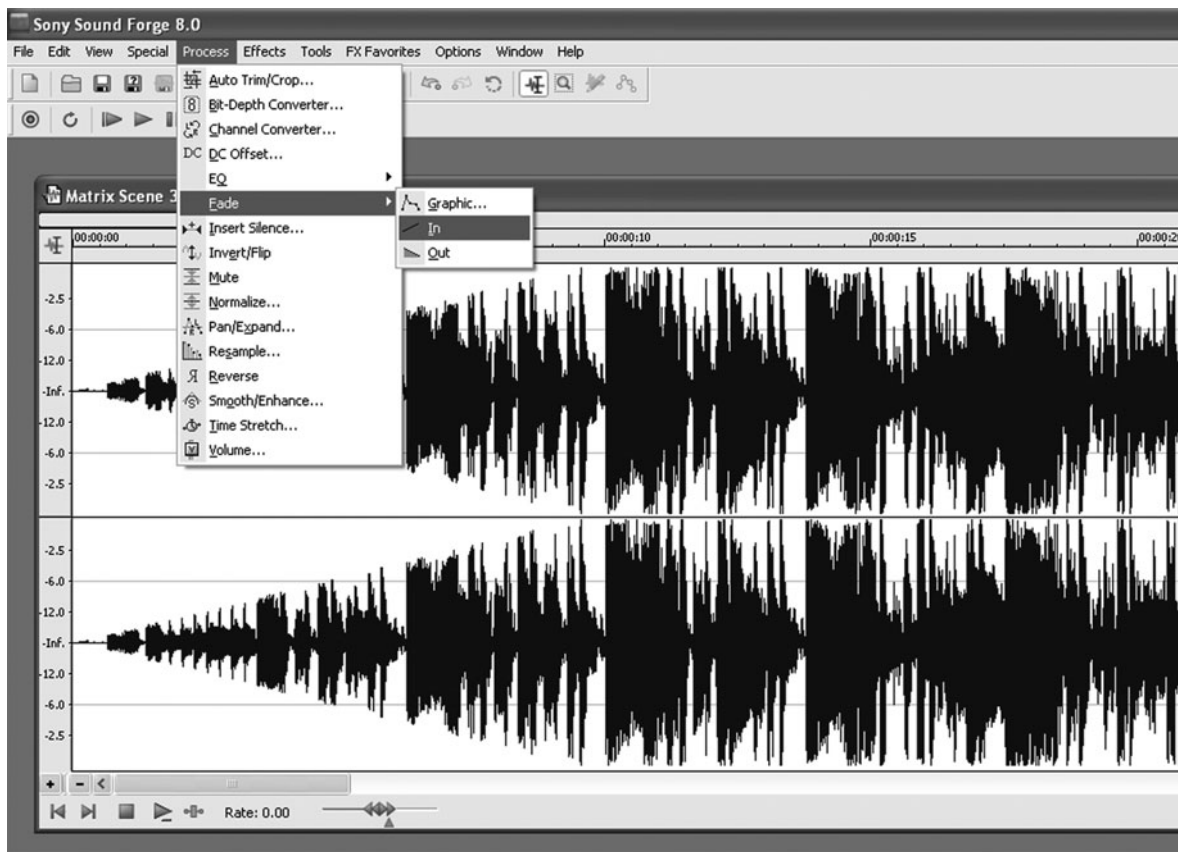 Sony Sound Forge 8.0
File Edit View Special Process Effects Tools FX Favorites Options Window Help
Auto Trim/Crop...
8 Bit-Depth Converter...
Channel Converter...
DC DC Offset...
EQ
Fade
Graphic...
In
Out
Insert Silence...
Invert/Flip
Mute
Normalize...
Pan/Expand...
Resample...
Reverse
Smooth/Enhance...
Time Stretch...
Volume...
Matrix Scene 3
00:00:00 00:00:10 00:00:15 00:00:2
-2.5
-6.0
-12.0
-Inf.
-12.0
-6.0
-2.5
-2.5
-6.0
-12.0
-Inf.
-12.0
-6.0
-2.5
Rate: 0.00